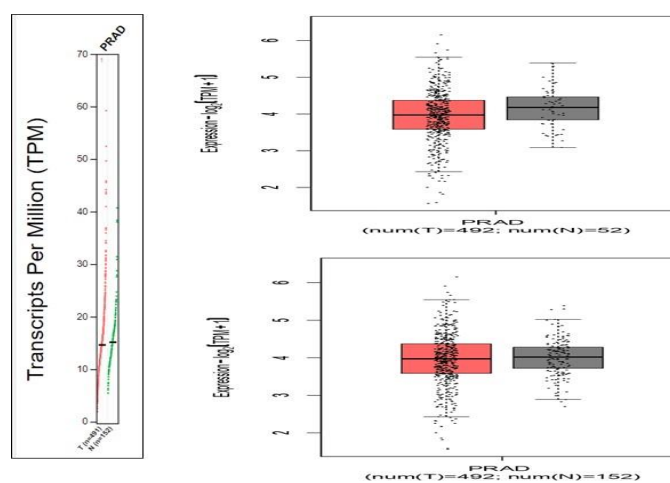 PRAD
Transcripts Per Million (TPM)
70
60
50
40
30
20
10
0
T (n=491)
N (n=152)
Expression - log2(TPM+1)
6
5
4
3
2
PRAD
(num(T)=492; num(N)=52)
Expression - log2(TPM+1)
6
5
4
3
2
PRAD
(num(T)=492; num(N)=152)